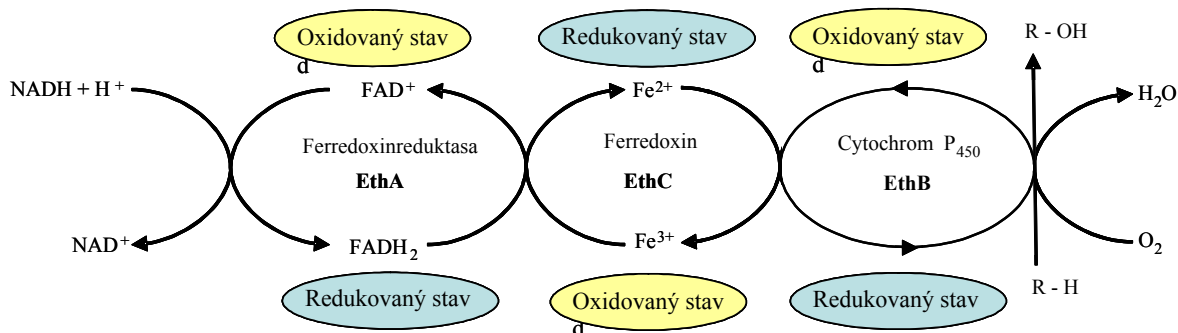 Oxidovaný stav
d
Redukovaný stav
Oxidovaný stav
d
R - OH
NADH + H⁺
FAD⁺
Fe²⁺
H₂O
Ferredoxinreduktasa
EthA
Ferredoxin
EthC
Cytochrom P₄₅₀
EthB
NAD⁺
FADH₂
Fe³⁺
O₂
R - H
Redukovaný stav
Oxidovaný stav
d
Redukovaný stav